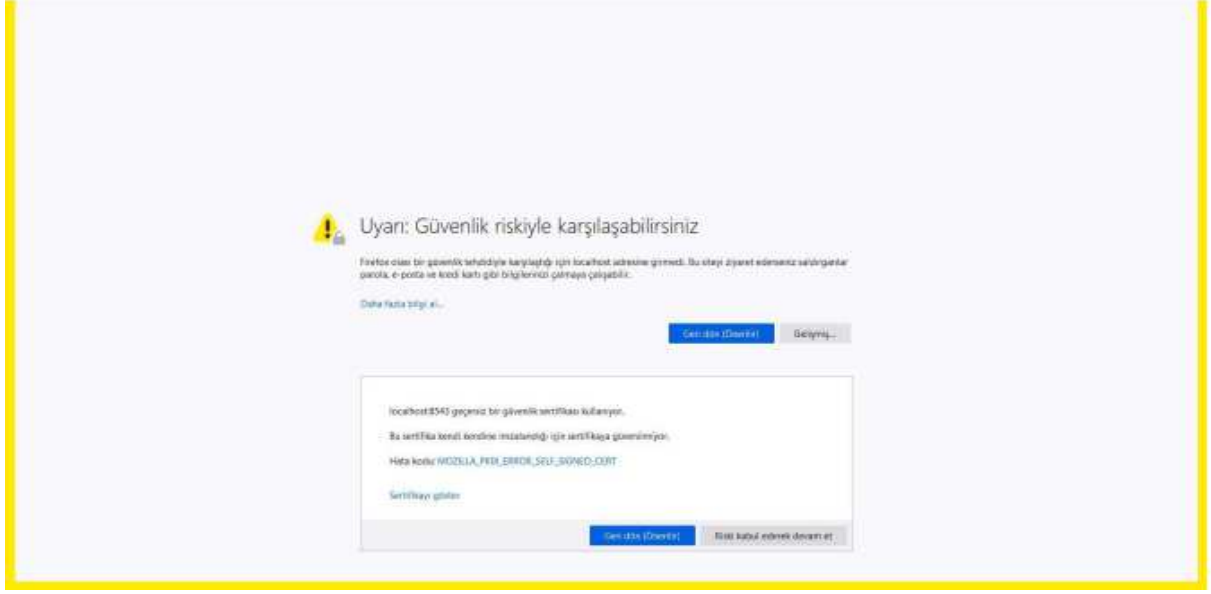 Uyarı: Güvenlik riskiyle karşılaşabilirsiniz
Firefox olası bir güvenlik tehdidiyle karşılaştığı için localhost adresine girmedi. Bu siteyi ziyaret ederseniz saldırganlar
parola, e-posta ve kredi kartı gibi bilgilerinizi çalmaya çalışabilir.
Daha fazla bilgi al...
Geri dön (Önerilir)
Gelişmiş...
localhost:8543 geçersiz bir güvenlik sertifikası kullanıyor.
Bu sertifika kendi kendine imzalandığı için sertifikaya güvenilmiyor.
Hata kodu: MOZILLA_PKIX_ERROR_SELF_SIGNED_CERT
Sertifikayı göster
Geri dön (Önerilir)
Riski kabul ederek devam et